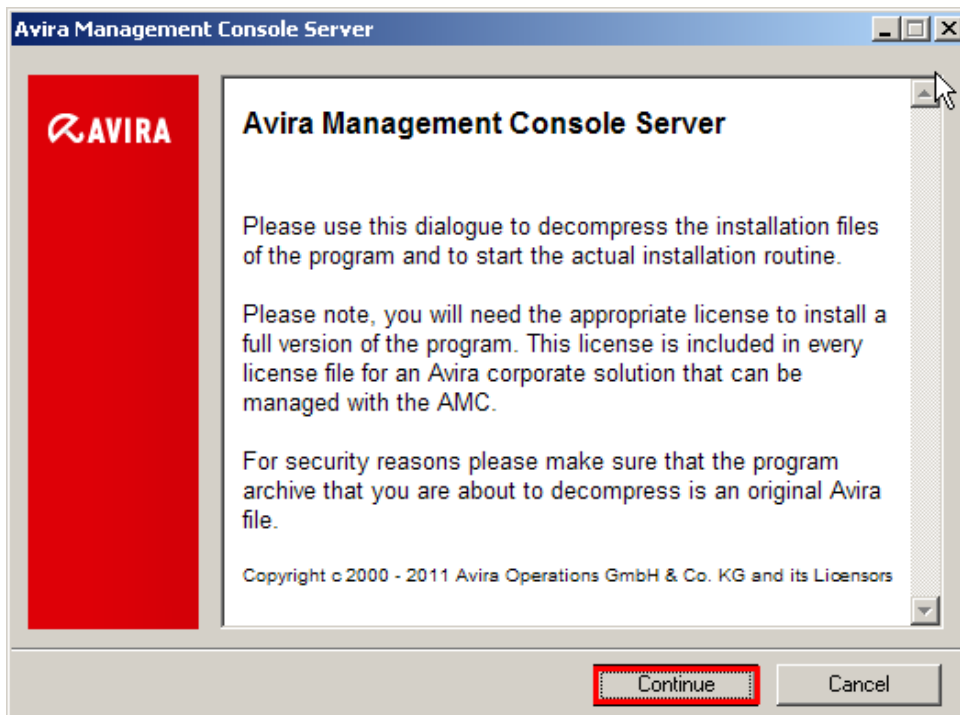 Avira Management Console Server
AVIRA
Avira Management Console Server
Please use this dialogue to decompress the installation files
of the program and to start the actual installation routine.
Please note, you will need the appropriate license to install a
full version of the program. This license is included in every
license file for an Avira corporate solution that can be
managed with the AMC.
For security reasons please make sure that the program
archive that you are about to decompress is an original Avira
file.
Copyright c 2000 - 2011 Avira Operations GmbH & Co. KG and its Licensors
Continue
Cancel